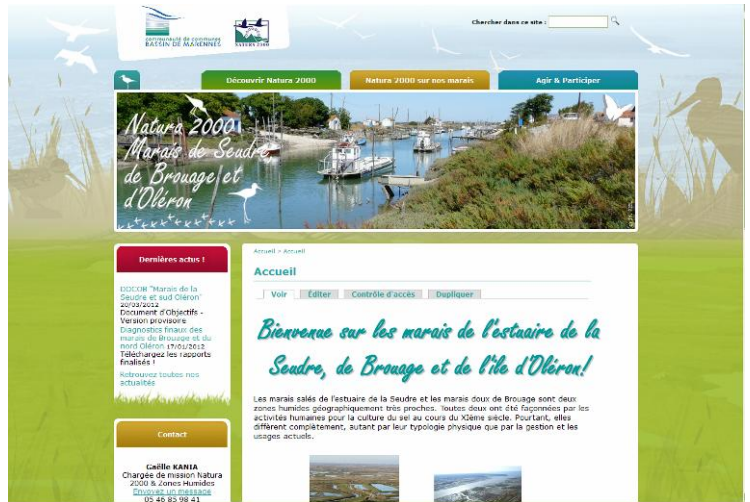 communauté de communes
BASSIN DE MARENNES
NATURA 2000
Chercher dans ce site :
Découvrir Natura 2000
Natura 2000 sur nos marais
Agir & Participer
Natura 2000
Marais de Seudre
de Brouage et
d'Oléron
Dernières actus !
DOCOB "Marais de la
Seudre et sud Oléron"
20/03/2012
Document d'Objectifs -
Version provisoire
Diagnostics finaux des
marais de Brouage et du
nord Oléron 17/01/2012
Téléchargez les rapports
finalisés !
Retrouvez toutes nos
actualités
Contact
Gaëlle KANIA
Chargée de mission Natura
2000 & Zones Humides
Envoyez un message
05 46 85 98 41
Accueil > Accueil
Accueil
Voir Éditer Contrôle d'accès Dupliquer
Bienvenue sur les marais de l'estuaire de la
Seudre, de Brouage et de l'île d'Oléron!
Les marais salés de l'estuaire de la Seudre et les marais doux de Brouage sont deux
zones humides géographiquement très proches. Toutes deux ont été façonnées par les
activités humaines pour la culture du sel au cours du XIème siècle. Pourtant, elles
diffèrent complètement, autant par leur typologie physique que par la gestion et les
usages actuels.